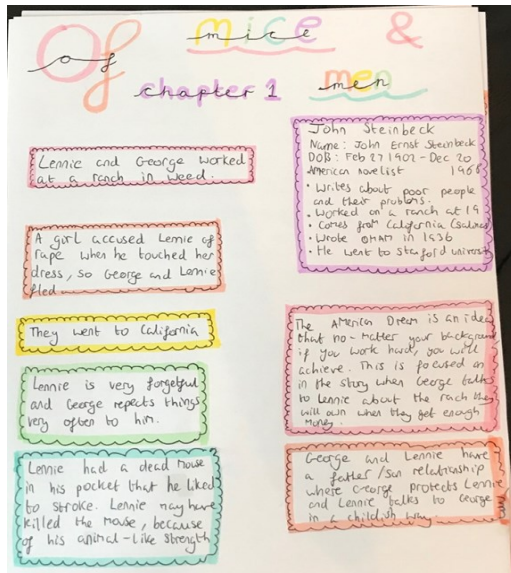 Of mice &
men
chapter 1
Lennie and George worked
at a ranch in weed.
A girl accused Lennie of
rape when he touched her
dress, so George and Lennie
fled
They went to California
Lennie is very forgetful
and George repeats things
very often to him.
Lennie had a dead mouse
in his pocket that he liked
to stroke. Lennie may have
killed the mouse, because
of his animal-like strength
John Steinbeck
Name: John Ernst Steinbeck
DOB: Feb 27 1902 - Dec 20
American novelist 1968
• Writes about poor people
and their problems.
• Worked on a ranch at 19
• Comes from California (Salinas)
• Wrote OMAM in 1936
• He went to Stanford universit
The American Dream is an idea
that no-matter your background
if you work hard, you will
achieve. This is focused on
in the story when George talks
to Lennie about the rach they
will own when they get enough
money.
George and Lennie have
a father/son relationship
where George protects Lennie
and Lennie talks to George
in a childish way.